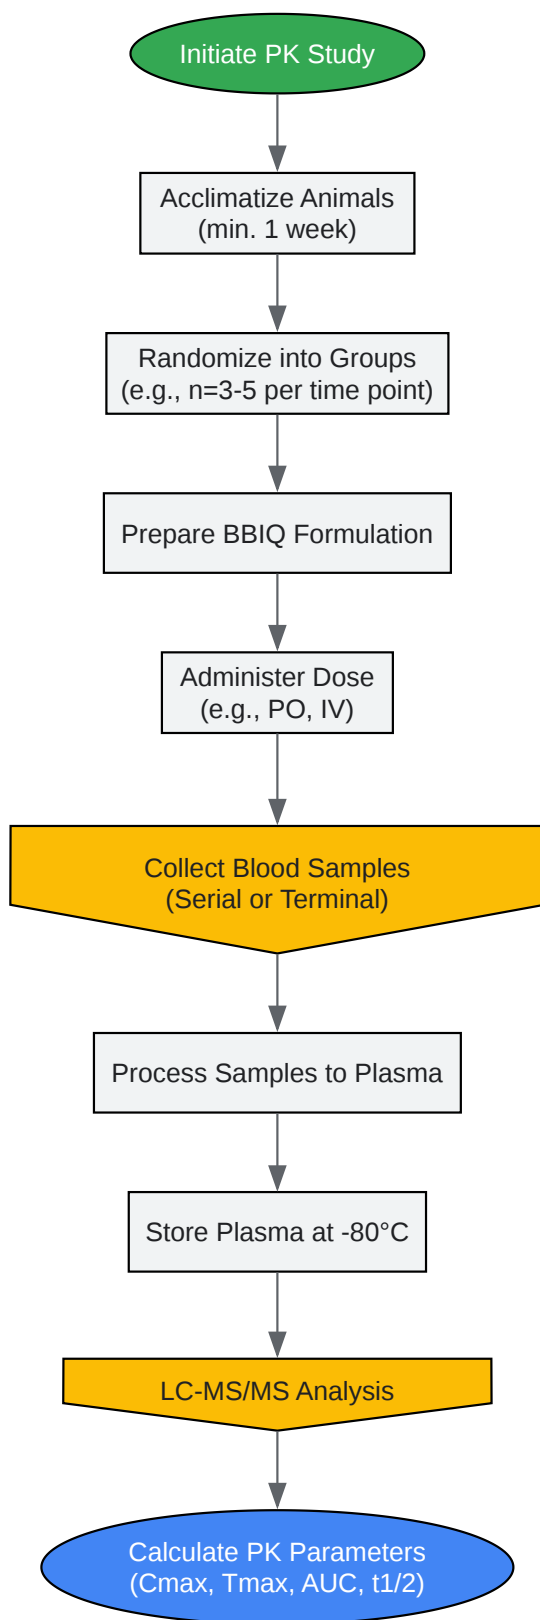 Initiate PK Study
Acclimatize Animals
(min. 1 week)
Randomize into Groups
(e.g., n=3-5 per time point)
Prepare BBIQ Formulation
Administer Dose
(e.g., PO, IV)
Collect Blood Samples
(Serial or Terminal)
Process Samples to Plasma
Store Plasma at -80°C
LC-MS/MS Analysis
Calculate PK Parameters
(Cmax, Tmax, AUC, t1/2)